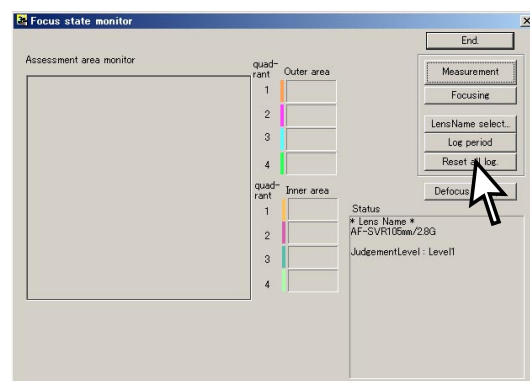 Focus state monitor
End.
Assessment area monitor
quad-
rant
Outer area
1
2
3
4
quad-
rant
Inner area
1
2
3
4
Measurement
Focusing
LensName select...
Log period
Reset all log.
Defocus
Status
* Lens Name *
AF-SVR105mm/2.8G
JudgementLevel : Level1